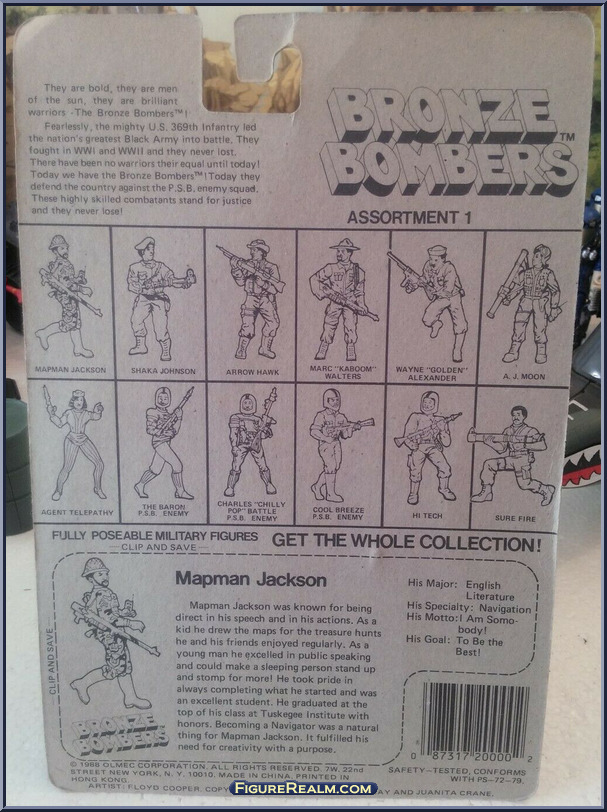 They are bold, they are men
of the sun, they are brilliant
warriors -The Bronze Bombers™!
Fearlessly, the mighty U.S. 369th Infantry led
the nation's greatest Black Army into battle. They
fought in WWI and WWII and they never lost.
There have been no warriors their equal until today!
Today we have the Bronze Bombers™! Today they
defend the country against the P.S.B. enemy squad.
These highly skilled combatants stand for justice
and they never lose!
BRONZE
BOMBERS™
ASSORTMENT 1
MAPMAN JACKSON
SHAKA JOHNSON
ARROW HAWK
MARC "KABOOM"
WALTERS
WAYNE "GOLDEN"
ALEXANDER
A. J. MOON
AGENT TELEPATHY
THE BARON
P.S.B. ENEMY
CHARLES "CHILLY
POP" BATTLE
P.S.B. ENEMY
COOL BREEZE
P.S.B. ENEMY
HI TECH
SURE FIRE
FULLY POSEABLE MILITARY FIGURES GET THE WHOLE COLLECTION!
CLIP AND SAVE
CLIP AND SAVE
BRONZE
BOMBERS
Mapman Jackson
Mapman Jackson was known for being
direct in his speech and in his actions. As a
kid he drew the maps for the treasure hunts
he and his friends enjoyed regularly. As a
young man he excelled in public speaking
and could make a sleeping person stand up
and stomp for more! He took pride in
always completing what he started and was
an excellent student. He graduated at the
top of his class at Tuskegee Institute with
honors. Becoming a Navigator was a natural
thing for Mapman Jackson. It fulfilled his
need for creativity with a purpose.
His Major: English
Literature
His Specialty: Navigation
His Motto: I Am Somo-
body!
His Goal: To Be the
Best!
0 87317 20000 2
© 1988 OLMEC CORPORATION. ALL RIGHTS RESERVED. 7W. 22nd
STREET NEW YORK, N. Y. 10010. MADE IN CHINA. PRINTED IN
HONG KONG.
SAFETY-TESTED, CONFORMS
WITH PS-72-79.
ARTIST: FLOYD COOPER. COPY AY AND JUANITA CRANE.
FIGUREREALM.COM